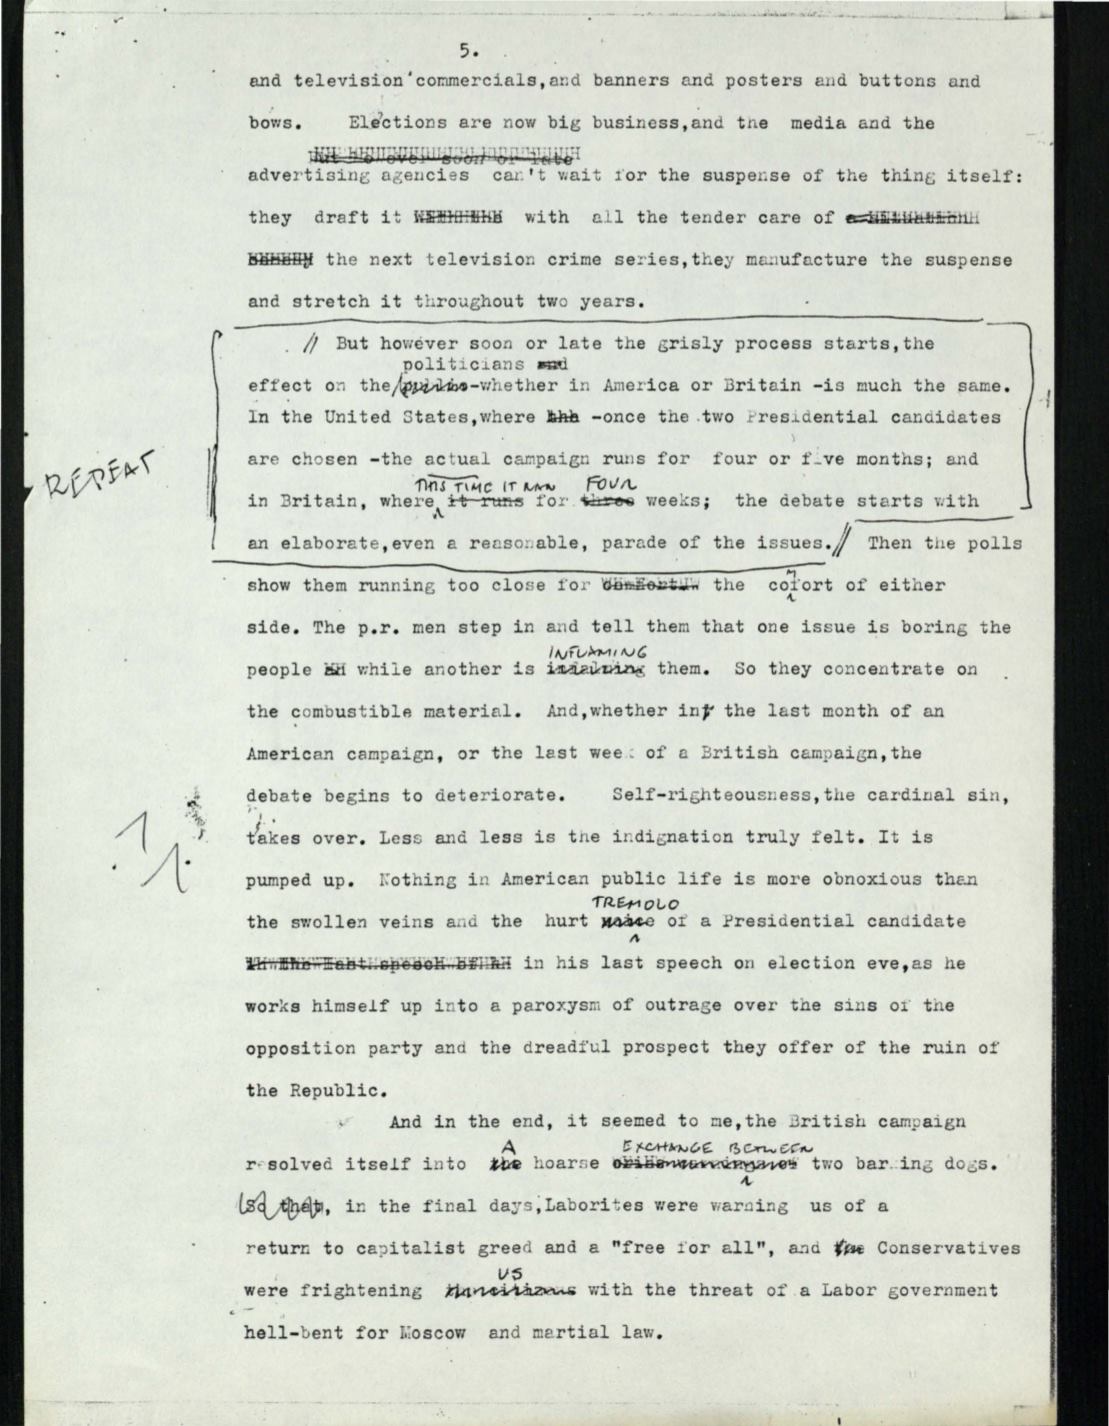 5.
and television commercials,and banners and posters and buttons and
bows. Elections are now big business,and the media and the
But however soon or late
advertising agencies can't wait for the suspense of the thing itself:
they draft it with all the tender care of
the next television crime series,they manufacture the suspense
and stretch it throughout two years.
// But however soon or late the grisly process starts,the
politicians and
effect on the/public-whether in America or Britain -is much the same.
In the United States,where the -once the two Presidential candidates
are chosen -the actual campaign runs for four or five months; and
REPEAT
THIS TIME IT RAN FOUR
in Britain, where it runs for three weeks; the debate starts with
an elaborate,even a reasonable, parade of the issues.// Then the polls
m
show them running too close for the cofort of either
side. The p.r. men step in and tell them that one issue is boring the
INFLAMING
people while another is them. So they concentrate on
the combustible material. And,whether in the last month of an
American campaign, or the last week of a British campaign,the
debate begins to deteriorate. Self-righteousness,the cardinal sin,
takes over. Less and less is the indignation truly felt. It is
pumped up. Nothing in American public life is more obnoxious than
TREMOLO
the swollen veins and the hurt voice of a Presidential candidate
in his last speech on election eve,as he
works himself up into a paroxysm of outrage over the sins of the
opposition party and the dreadful prospect they offer of the ruin of
the Republic.
And in the end, it seemed to me,the British campaign
A EXCHANGE BETWEEN
resolved itself into the hoarse two barking dogs.
So that, in the final days,Laborites were warning us of a
return to capitalist greed and a "free for all", and the Conservatives
US
were frightening with the threat of a Labor government
hell-bent for Moscow and martial law.